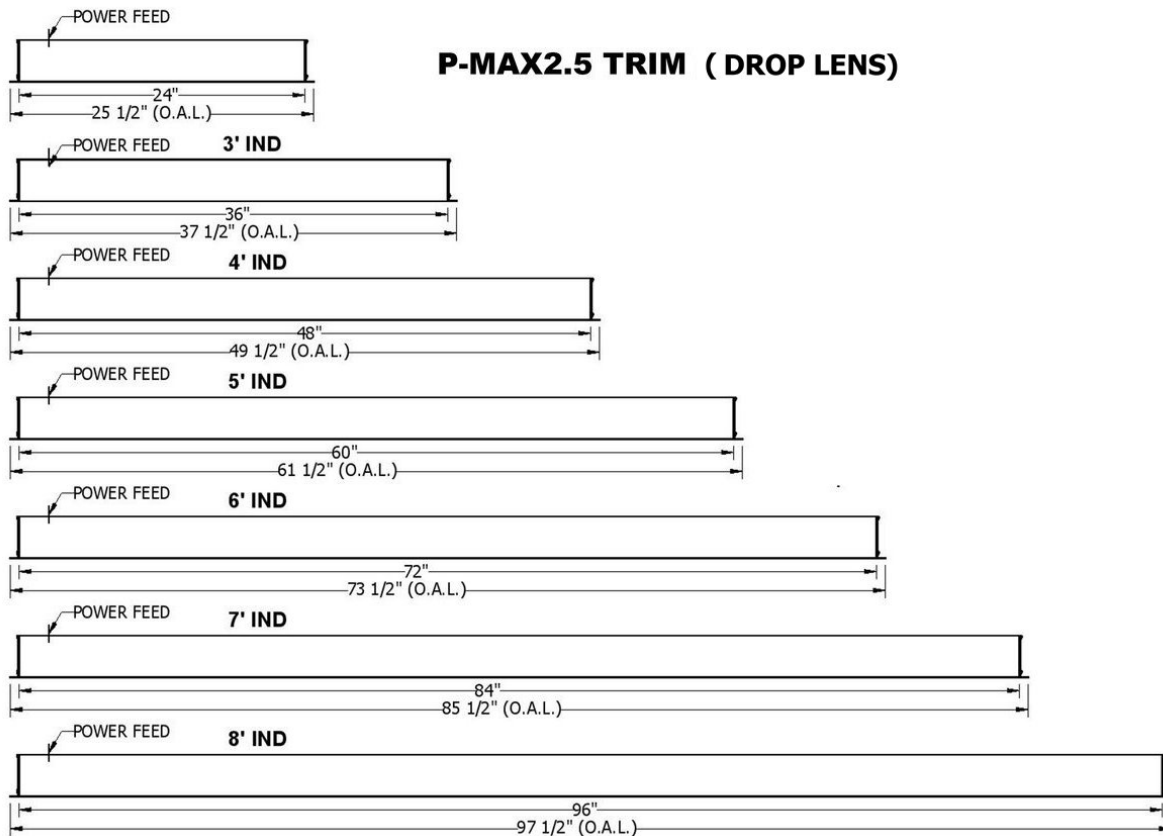 POWER FEED
P-MAX2.5 TRIM ( DROP LENS)
24"
25 1/2" (O.A.L.)
POWER FEED 3' IND
36"
37 1/2" (O.A.L.)
POWER FEED 4' IND
48"
49 1/2" (O.A.L.)
POWER FEED 5' IND
60"
61 1/2" (O.A.L.)
POWER FEED 6' IND
72"
73 1/2" (O.A.L.)
POWER FEED 7' IND
84"
85 1/2" (O.A.L.)
POWER FEED 8' IND
96"
97 1/2" (O.A.L.)